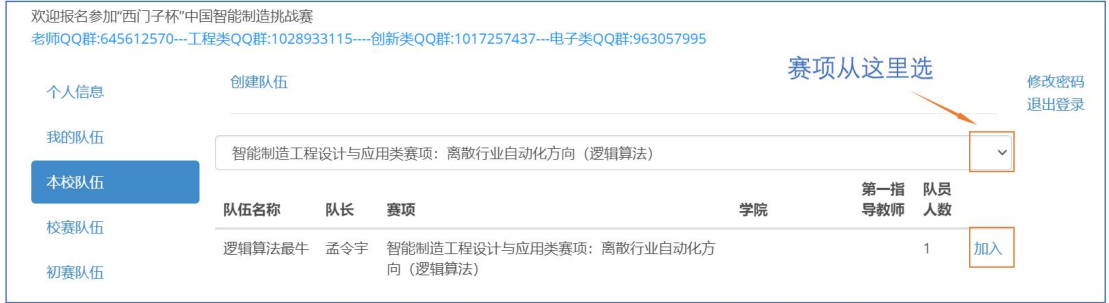 欢迎报名参加“西门子杯”中国智能制造挑战赛
老师QQ群:645612570---工程类QQ群:1028933115----创新类QQ群:1017257437---电子类QQ群:963057995
赛项从这里选
个人信息
创建队伍
修改密码
退出登录
我的队伍
智能制造工程设计与应用类赛项：离散行业自动化方向（逻辑算法）
本校队伍
队伍名称 队长 赛项 学院 第一指导教师 队员人数
校赛队伍
逻辑算法最牛 孟令宇 智能制造工程设计与应用类赛项：离散行业自动化方 1 加入
向（逻辑算法）
初赛队伍